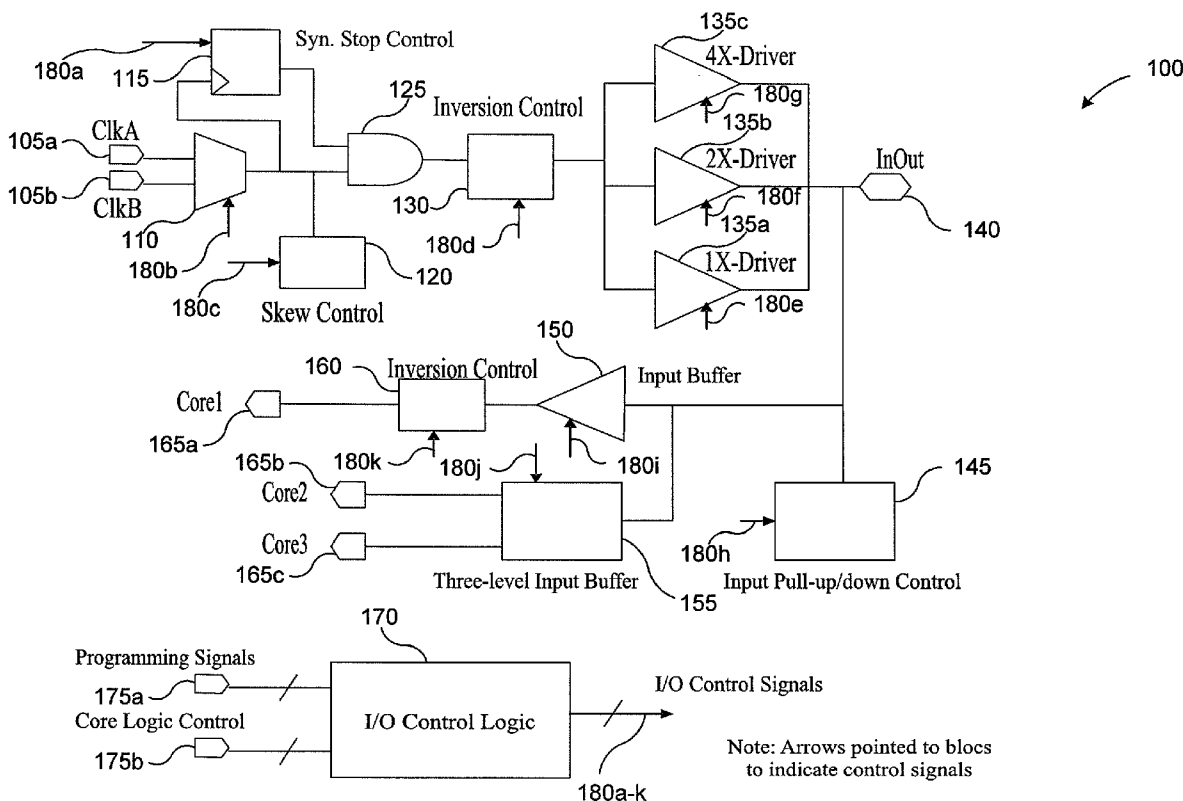 135c
Syn. Stop Control
4X-Driver
100
180a
115
125
180g
Inversion Control
135b
ClkA
105a
2X-Driver
InOut
105b
130
180f
ClkB
140
110
180d
135a
180b
120
1X-Driver
180c
180e
Skew Control
150
160
Inversion Control
Input Buffer
Core1
165a
180k
180j
180i
145
165b
Core2
Core3
180h
165c
Three-level Input Buffer
155
Input Pull-up/down Control
170
Programming Signals
175a
I/O Control Signals
Core Logic Control
I/O Control Logic
175b
180a-k
Note: Arrows pointed to blocs
to indicate control signals